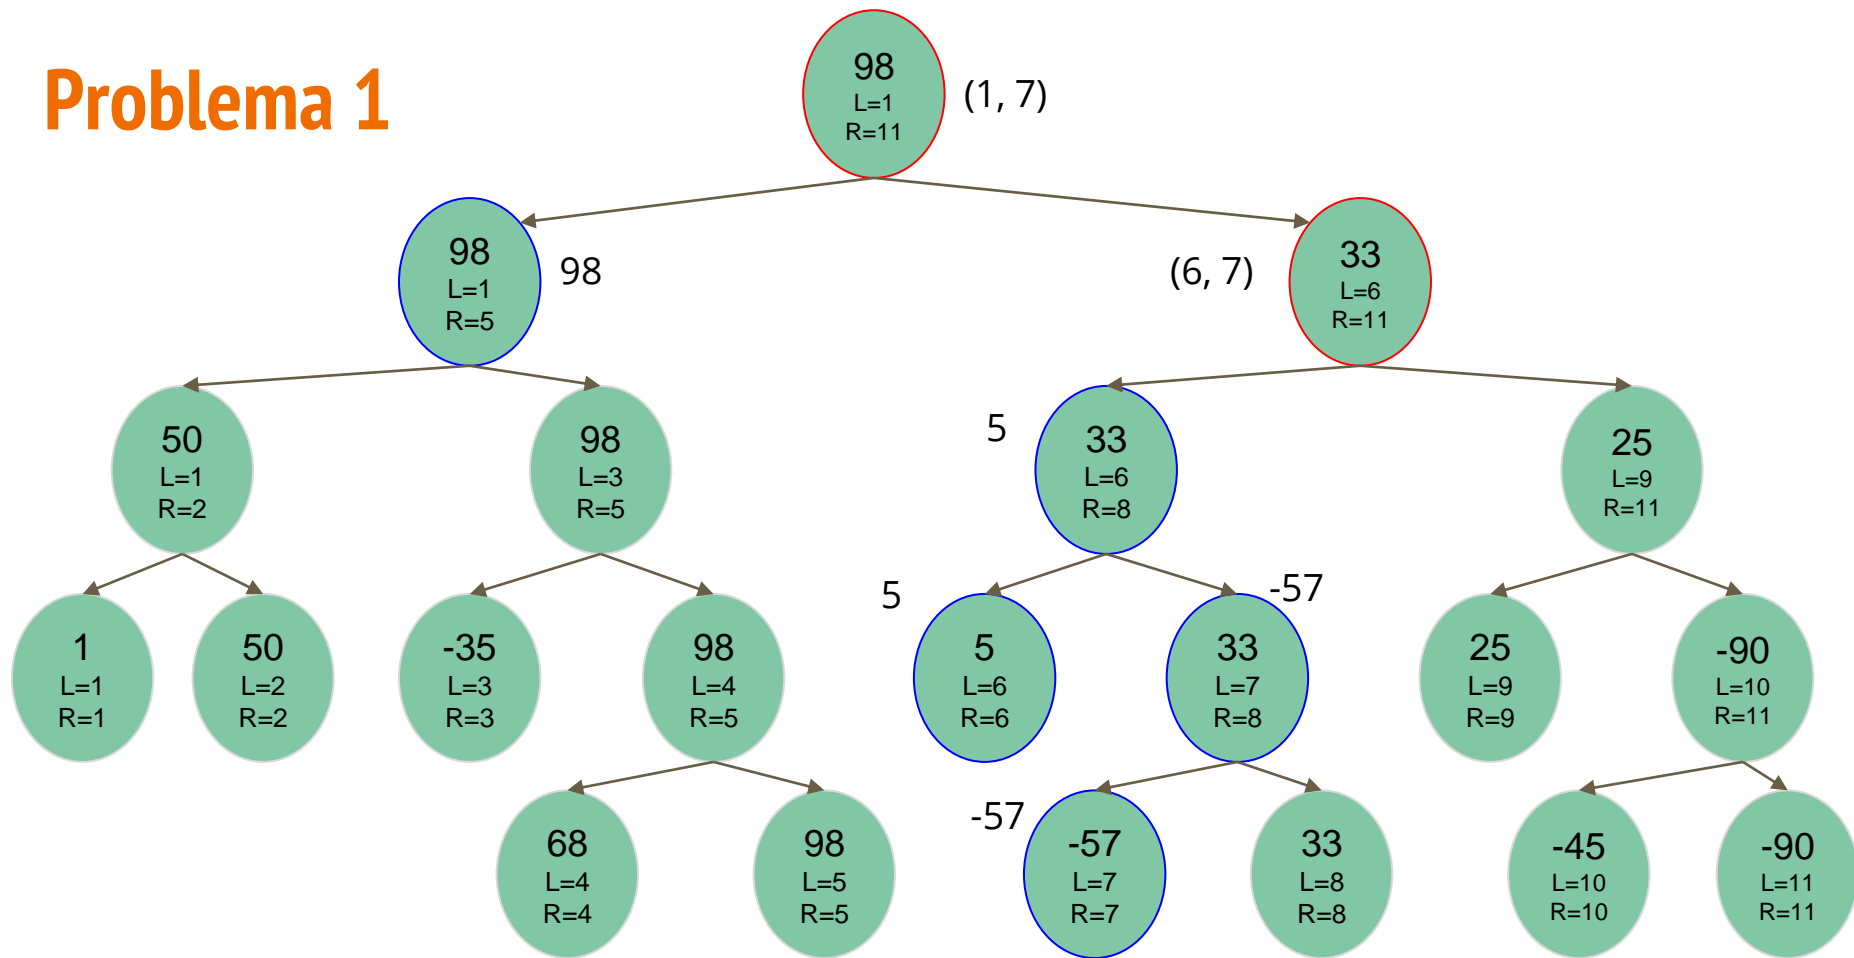 Problema 1
98
L=1
R=11
(1, 7)
98
L=1
R=5
98
(6, 7)
33
L=6
R=11
50
L=1
R=2
98
L=3
R=5
5
33
L=6
R=8
25
L=9
R=11
1
L=1
R=1
50
L=2
R=2
-35
L=3
R=3
98
L=4
R=5
5
5
L=6
R=6
-57
33
L=7
R=8
25
L=9
R=9
-90
L=10
R=11
68
L=4
R=4
98
L=5
R=5
-57
-57
L=7
R=7
33
L=8
R=8
-45
L=10
R=10
-90
L=11
R=11